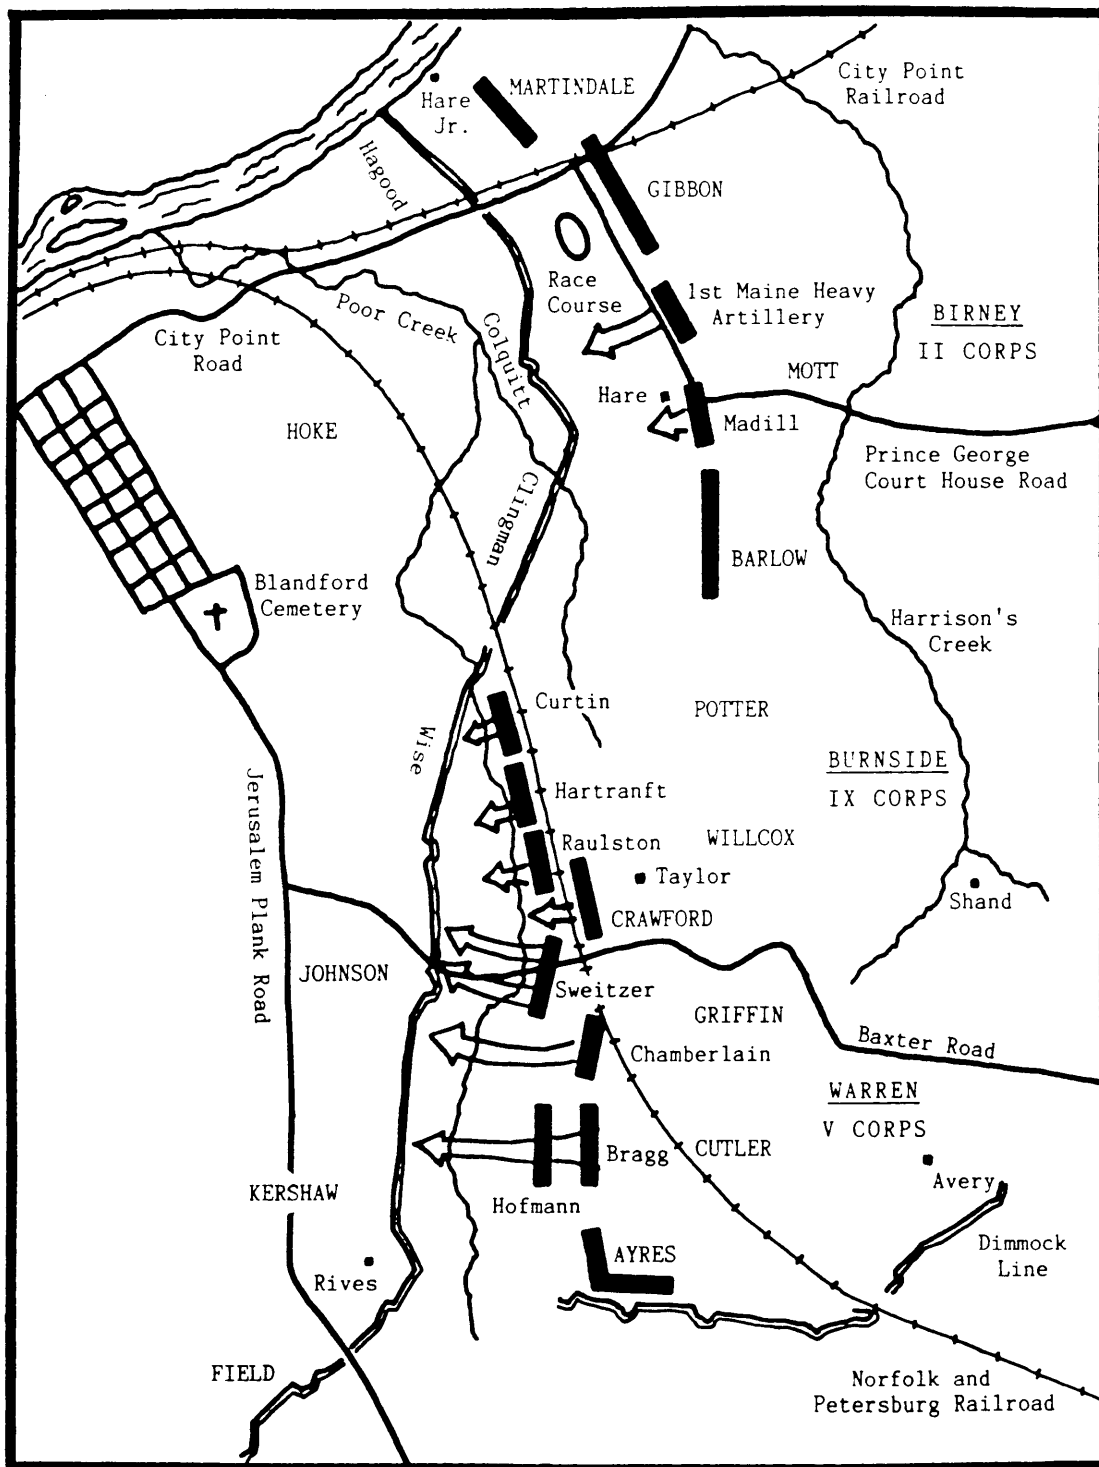 MARTINDALE
Hare
Jr.
City Point
Railroad
Hagood
GIBBON
Race
Course
1st Maine Heavy
Artillery
BIRNEY
II CORPS
Poor Creek
Colquitt
City Point
Road
MOTT
Hare
Madill
HOKE
Prince George
Court House Road
Clingman
BARLOW
Blandford
Cemetery
Harrison's
Creek
Curtin
POTTER
Wise
BURNSIDE
IX CORPS
Hartranft
Jerusalem Plank Road
Raulston
WILLCOX
Taylor
Shand
CRAWFORD
JOHNSON
Sweitzer
GRIFFIN
Chamberlain
Baxter Road
WARREN
V CORPS
Bragg
CUTLER
Avery
KERSHAW
Hofmann
Dimmock
Line
AYRES
Rives
FIELD
Norfolk and
Petersburg Railroad